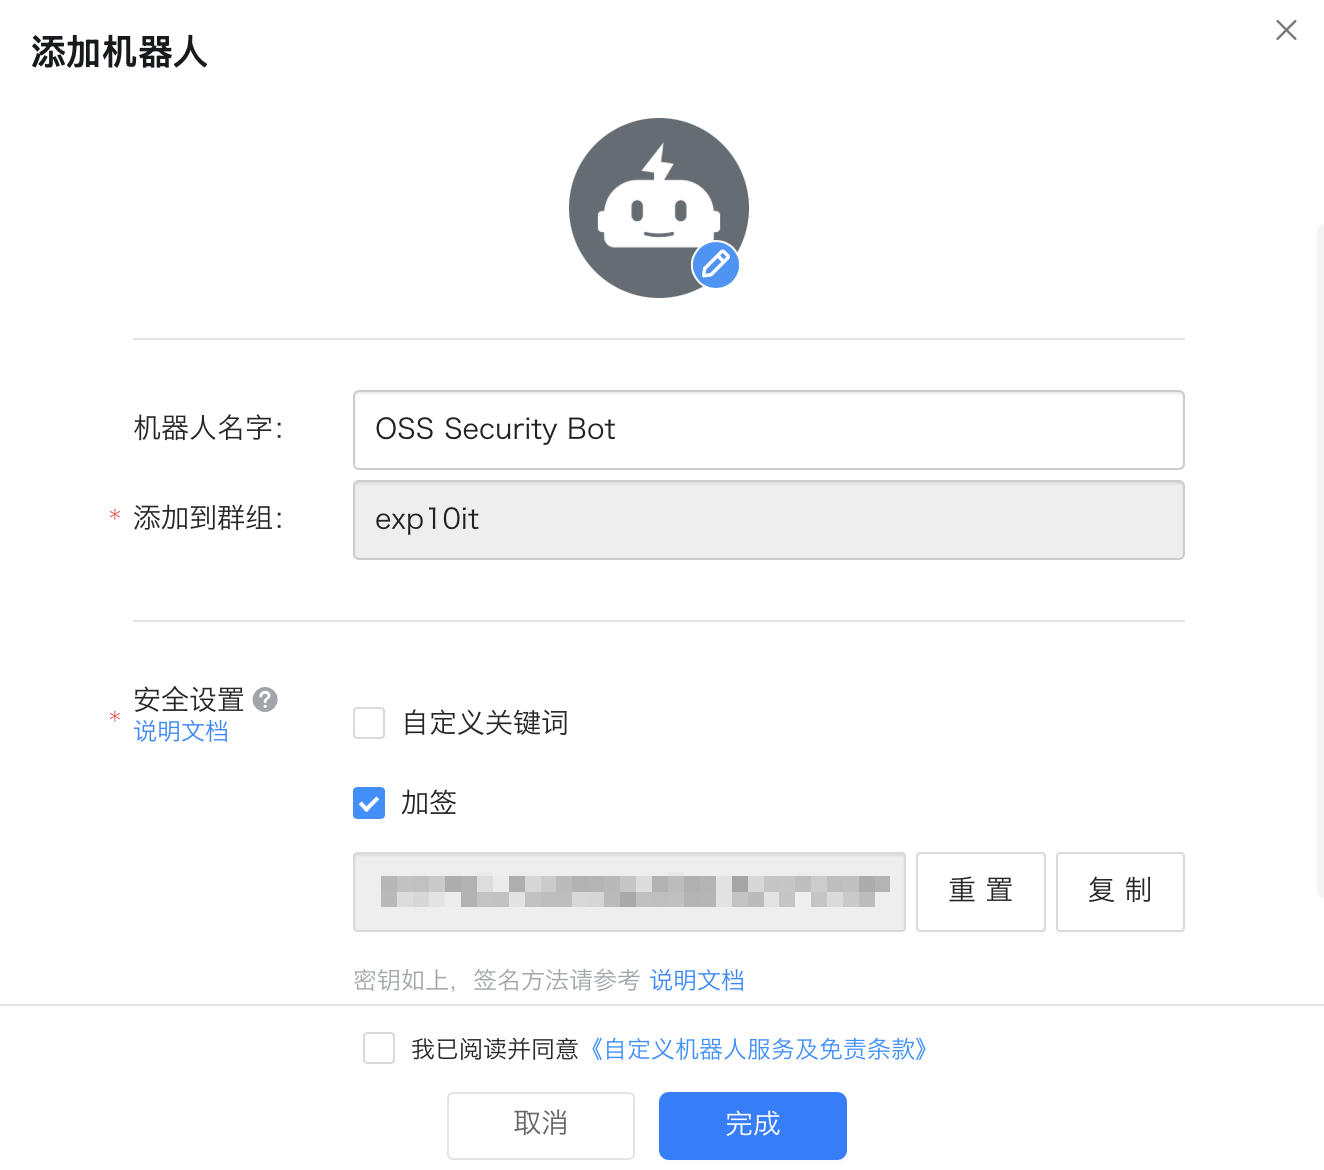 添加机器人
机器人名字：
OSS Security Bot
* 添加到群组：
exp10it
* 安全设置 ?
说明文档
自定义关键词
加签
重 置
复 制
密钥如上，签名方法请参考 说明文档
我已阅读并同意《自定义机器人服务及免责条款》
取消
完成